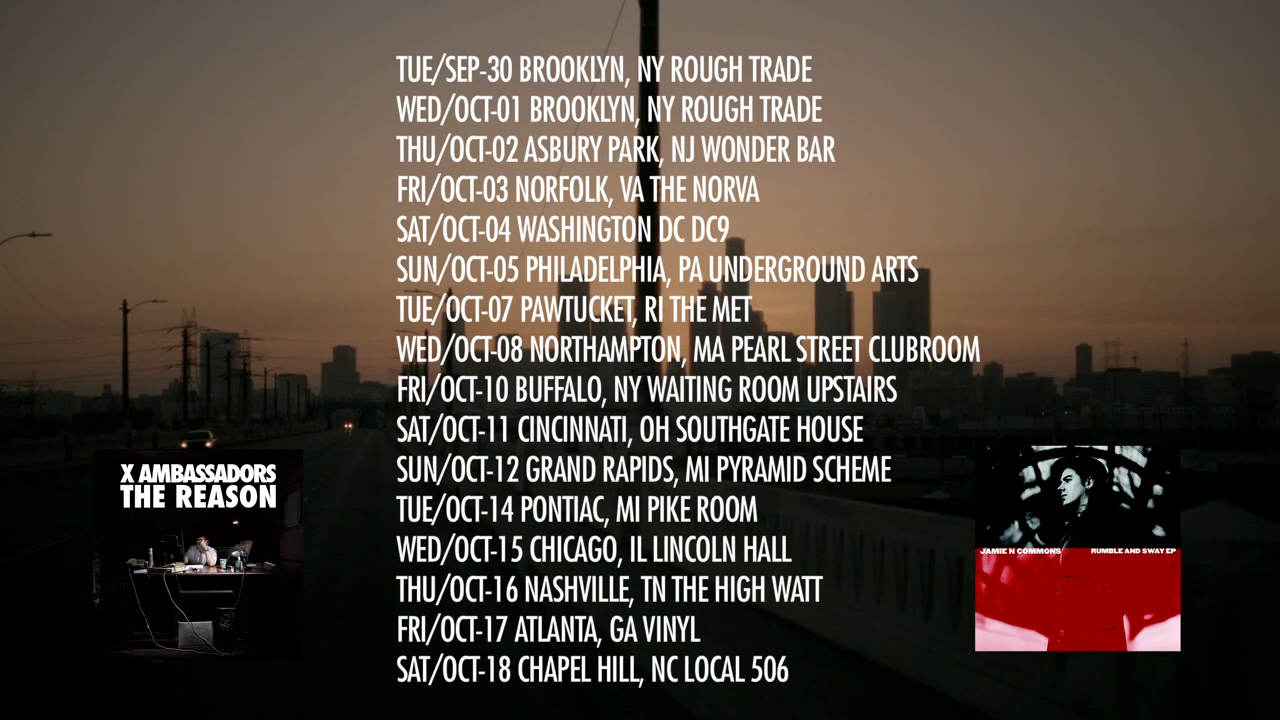 TUE/SEP-30 BROOKLYN, NY ROUGH TRADE
WED/OCT-01 BROOKLYN, NY ROUGH TRADE
THU/OCT-02 ASBURY PARK, NJ WONDER BAR
FRI/OCT-03 NORFOLK, VA THE NORVA
SAT/OCT-04 WASHINGTON DC DC9
SUN/OCT-05 PHILADELPHIA, PA UNDERGROUND ARTS
TUE/OCT-07 PAWTUCKET, RI THE MET
WED/OCT-08 NORTHAMPTON, MA PEARL STREET CLUBROOM
FRI/OCT-10 BUFFALO, NY WAITING ROOM UPSTAIRS
SAT/OCT-11 CINCINNATI, OH SOUTHGATE HOUSE
SUN/OCT-12 GRAND RAPIDS, MI PYRAMID SCHEME
TUE/OCT-14 PONTIAC, MI PIKE ROOM
WED/OCT-15 CHICAGO, IL LINCOLN HALL
THU/OCT-16 NASHVILLE, TN THE HIGH WATT
FRI/OCT-17 ATLANTA, GA VINYL
SAT/OCT-18 CHAPEL HILL, NC LOCAL 506
X AMBASSADORS
THE REASON
JAMIE N COMMONS RUMBLE AND SWAY EP